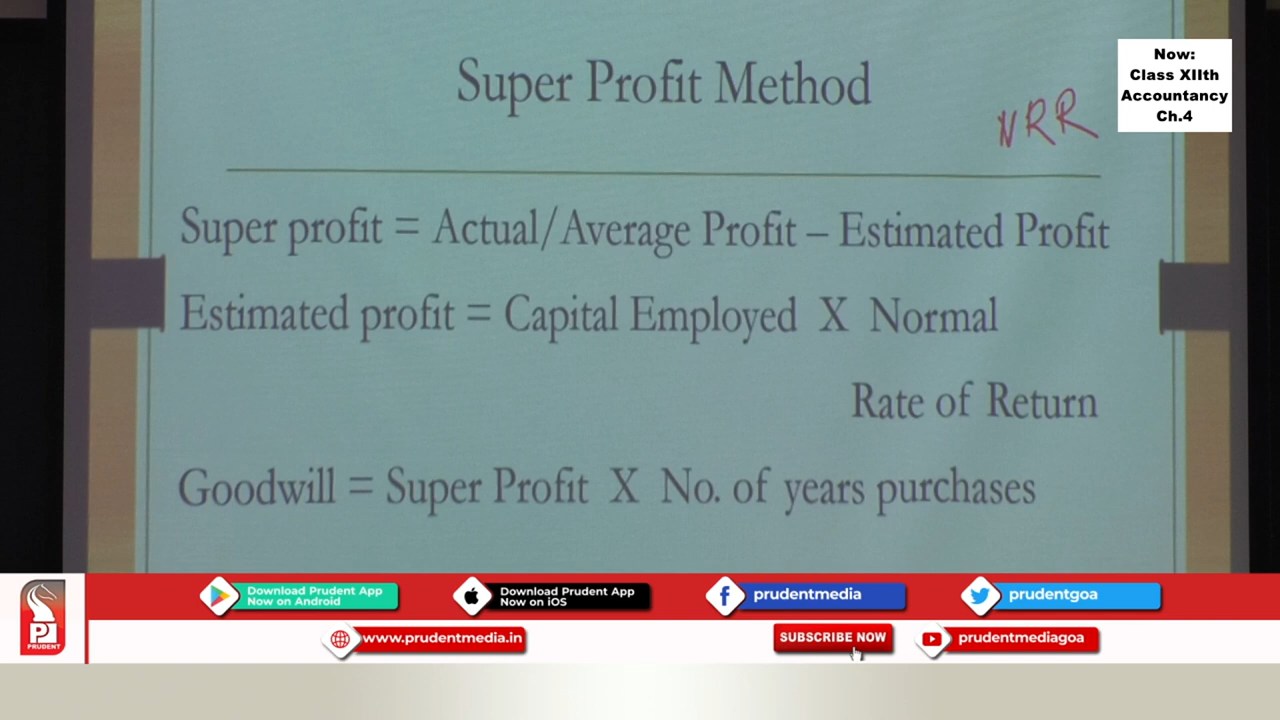 Super Profit Method
NRR
Now:
Class XIIth
Accountancy
Ch.4
Super profit = Actual/Average Profit – Estimated Profit
Estimated profit = Capital Employed X Normal
Rate of Return
Goodwill = Super Profit X No. of years purchases
Download Prudent App
Now on Android
Download Prudent App
Now on iOS
prudentmedia
prudentgoa
PRUDENT
www.prudentmedia.in
SUBSCRIBE NOW
prudentmediagoa